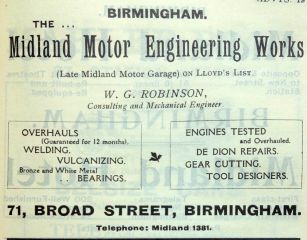 BIRMINGHAM.
THE ...
Midland Motor Engineering Works
(Late Midland Motor Garage) ON LLOYD'S LIST.
W. G. ROBINSON,
Consulting and Mechanical Engineer
OVERHAULS
(Guaranteed for 12 months).
WELDING.
VULCANIZING.
Bronze and White Metal
.. BEARINGS.
ENGINES TESTED
and Overhauled.
DE DION REPAIRS.
GEAR CUTTING.
TOOL DESIGNERS.
71, BROAD STREET, BIRMINGHAM.
Telephone: Midland 1381.